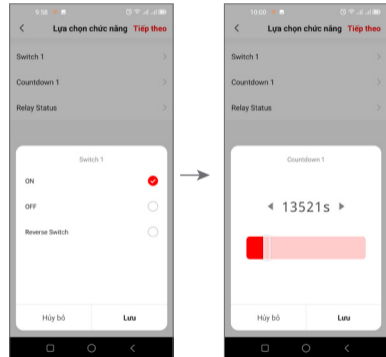 9:58
Lựa chọn chức năng Tiếp theo
Switch 1
Countdown 1
Relay Status
Switch 1
ON
OFF
Reverse Switch
Hủy bỏ Lưu
10:00
Lựa chọn chức năng Tiếp theo
Switch 1
Countdown 1
Relay Status
Countdown 1
13521s
Hủy bỏ Lưu